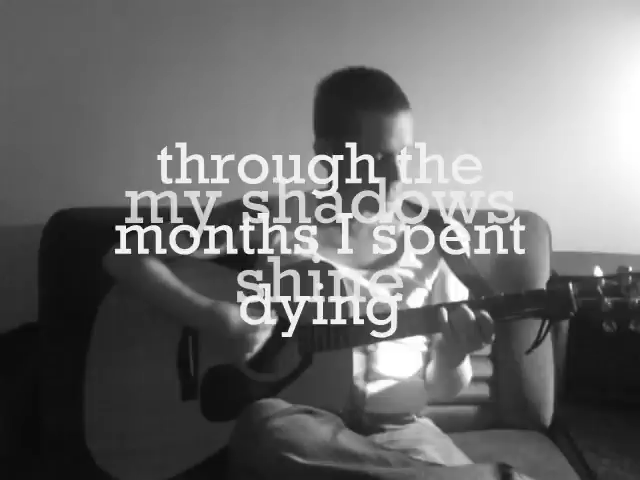 through the
my shadows
months I spent
shine
dying